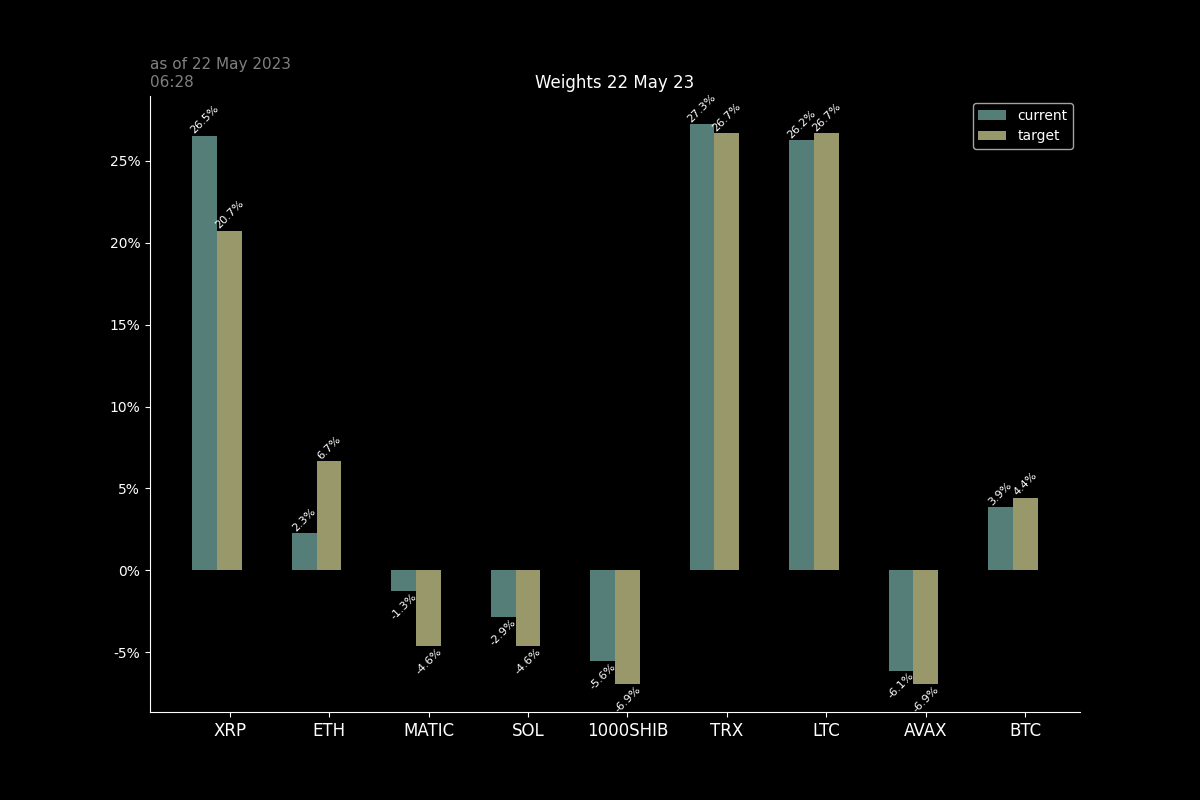 as of 22 May 2023
06:28
Weights 22 May 23
current
target
25%
20%
15%
10%
5%
0%
-5%
26.5%
20.7%
2.3%
6.7%
-1.3%
-4.6%
-2.9%
-4.6%
-5.6%
-6.9%
27.3%
26.7%
26.2%
26.7%
-6.1%
-6.9%
3.9%
4.4%
XRP
ETH
MATIC
SOL
1000SHIB
TRX
LTC
AVAX
BTC